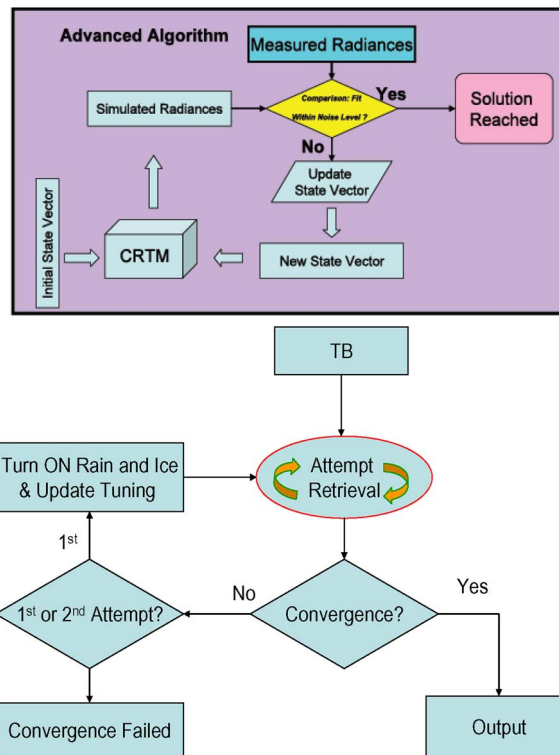 Advanced Algorithm
Measured Radiances
Simulated Radiances
Comparison: Fit
Within Noise Level ?
Yes
Solution
Reached
No
Update
State Vector
Initial State Vector
CRTM
New State Vector
TB
Turn ON Rain and Ice
& Update Tuning
Attempt
Retrieval
1st
1st or 2nd Attempt?
No
Convergence?
Yes
Convergence Failed
Output